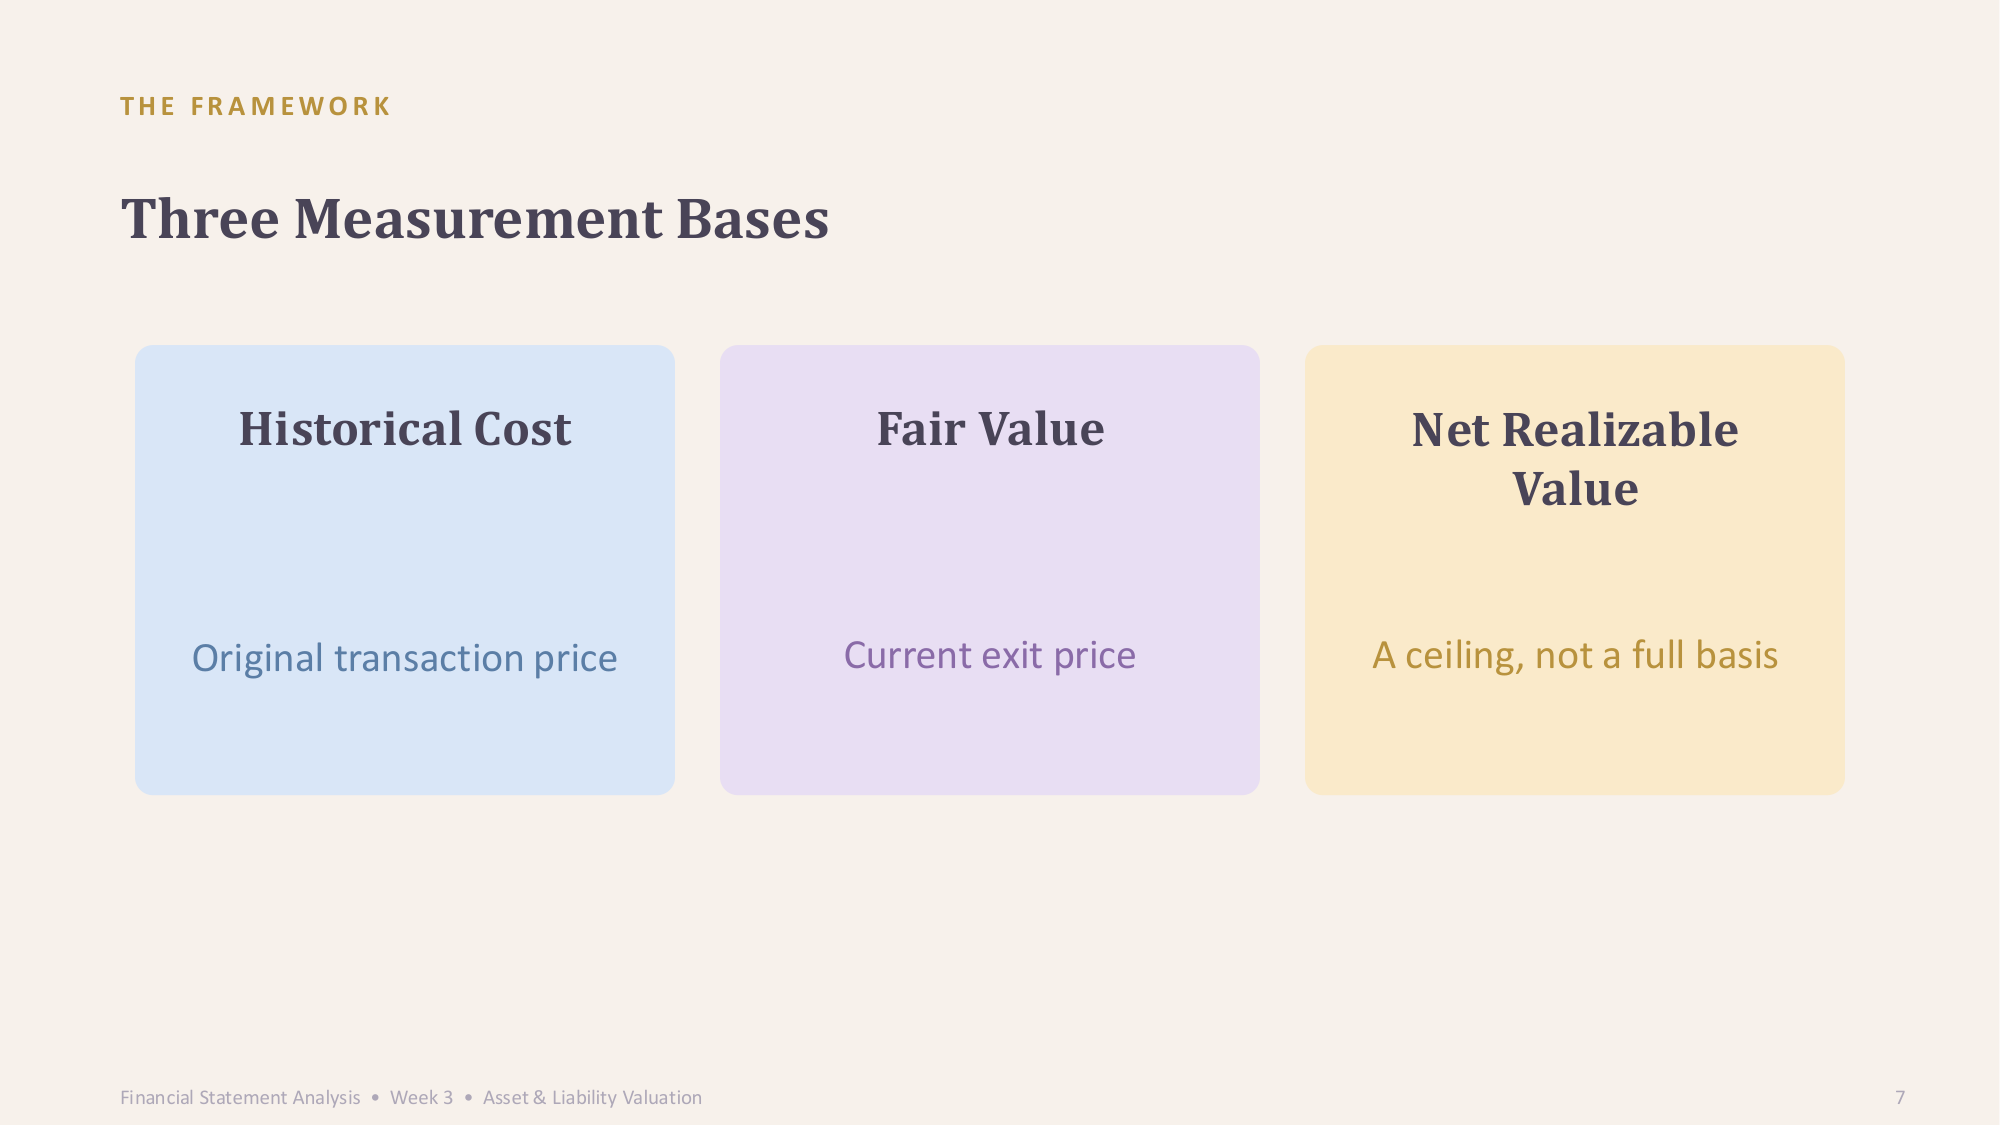 THE FRAMEWORK
Three Measurement Bases
Historical Cost
Original transaction price
Fair Value
Current exit price
Net Realizable
Value
A ceiling, not a full basis
Financial Statement Analysis • Week 3 • Asset & Liability Valuation
7